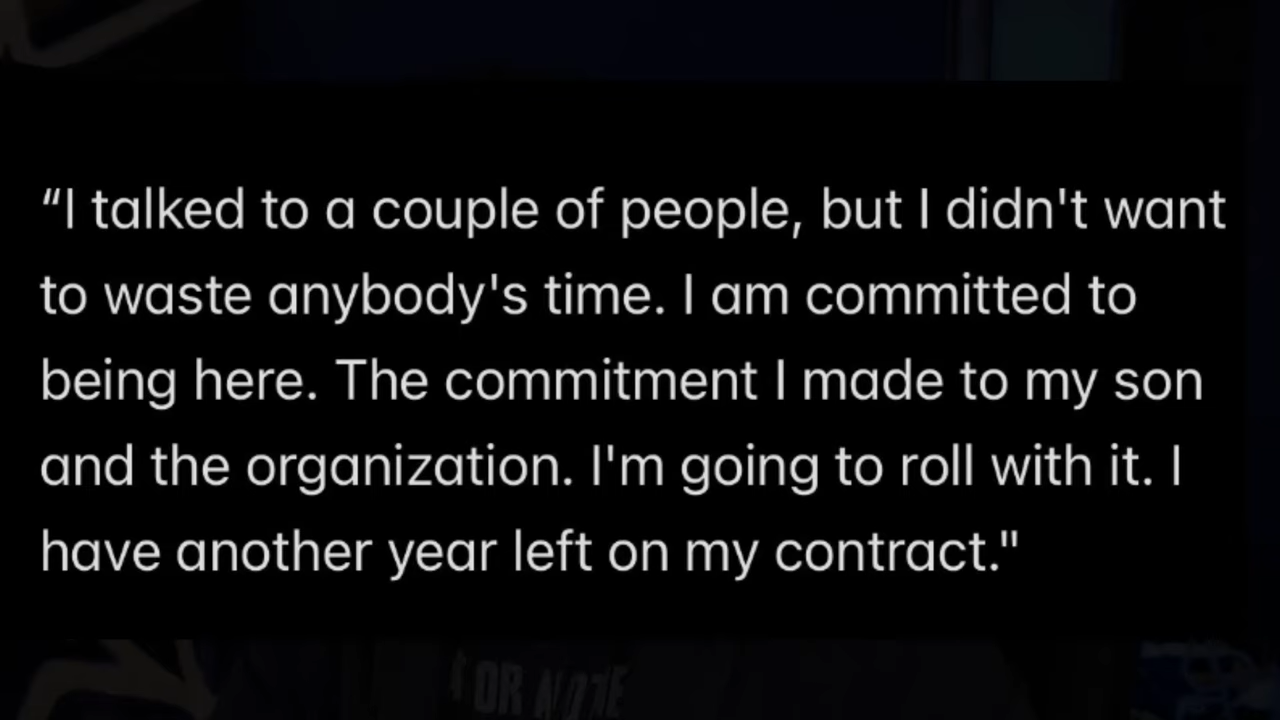 “I talked to a couple of people, but I didn't want
to waste anybody's time. I am committed to
being here. The commitment I made to my son
and the organization. I'm going to roll with it. I
have another year left on my contract."
OR